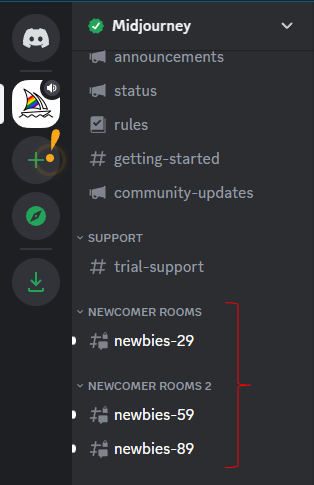 Midjourney
announcements
status
rules
getting-started
community-updates
SUPPORT
trial-support
NEWCOMER ROOMS
newbies-29
NEWCOMER ROOMS 2
newbies-59
newbies-89